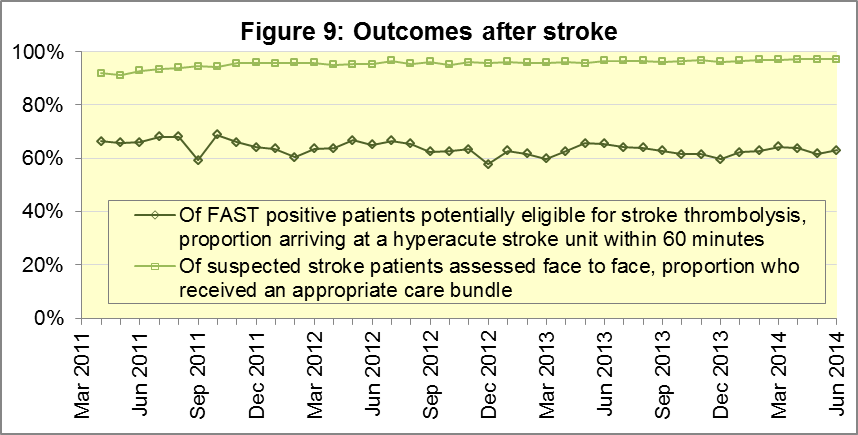 Figure 9: Outcomes after stroke
100%
80%
60%
40%
20%
0%
Of FAST positive patients potentially eligible for stroke thrombolysis,
proportion arriving at a hyperacute stroke unit within 60 minutes
Of suspected stroke patients assessed face to face, proportion who
received an appropriate care bundle
Mar 2011
Jun 2011
Sep 2011
Dec 2011
Mar 2012
Jun 2012
Sep 2012
Dec 2012
Mar 2013
Jun 2013
Sep 2013
Dec 2013
Mar 2014
Jun 2014